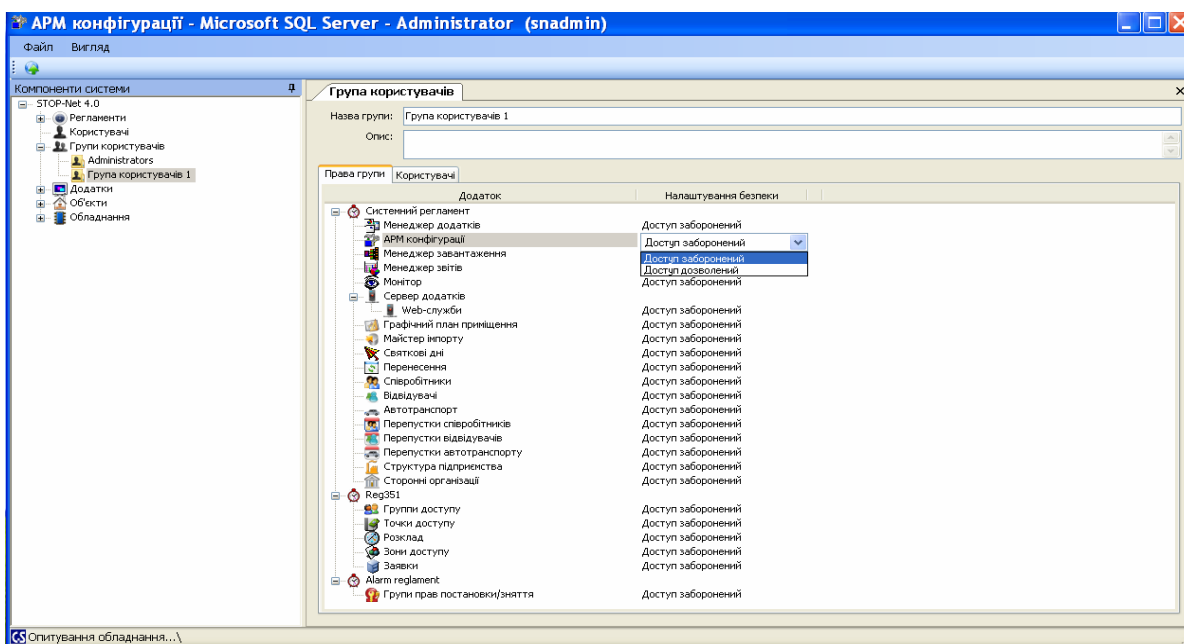 АРМ конфігурації - Microsoft SQL Server - Administrator (snadmin)
Файл Вигляд
Компоненти системи
STOP-Net 4.0
Регламенти
Користувачі
Групи користувачів
Administrators
Група користувачів 1
Додатки
Об'єкти
Обладнання
Група користувачів
Назва групи: Група користувачів 1
Опис:
Права групи Користувачі
Додаток Налаштування безпеки
Системний регламент
Менеджер додатків Доступ заборонений
АРМ конфігурації Доступ заборонений
Менеджер завантаження Доступ заборонений
Менеджер звітів Доступ дозволений
Монітор Доступ заборонений
Сервер додатків
Web-служби Доступ заборонений
Графічний план приміщення Доступ заборонений
Майстер імпорту Доступ заборонений
Святкові дні Доступ заборонений
Перенесення Доступ заборонений
Співробітники Доступ заборонений
Відвідувачі Доступ заборонений
Автотранспорт Доступ заборонений
Перепустки співробітників Доступ заборонений
Перепустки відвідувачів Доступ заборонений
Перепустки автотранспорту Доступ заборонений
Структура підприємства Доступ заборонений
Сторонні організації Доступ заборонений
Reg351
Группи доступу Доступ заборонений
Точки доступу Доступ заборонений
Розклад Доступ заборонений
Зони доступу Доступ заборонений
Заявки Доступ заборонений
Alarm reglament
Групи прав постановки/зняття Доступ заборонений
Опитування обладнання...\